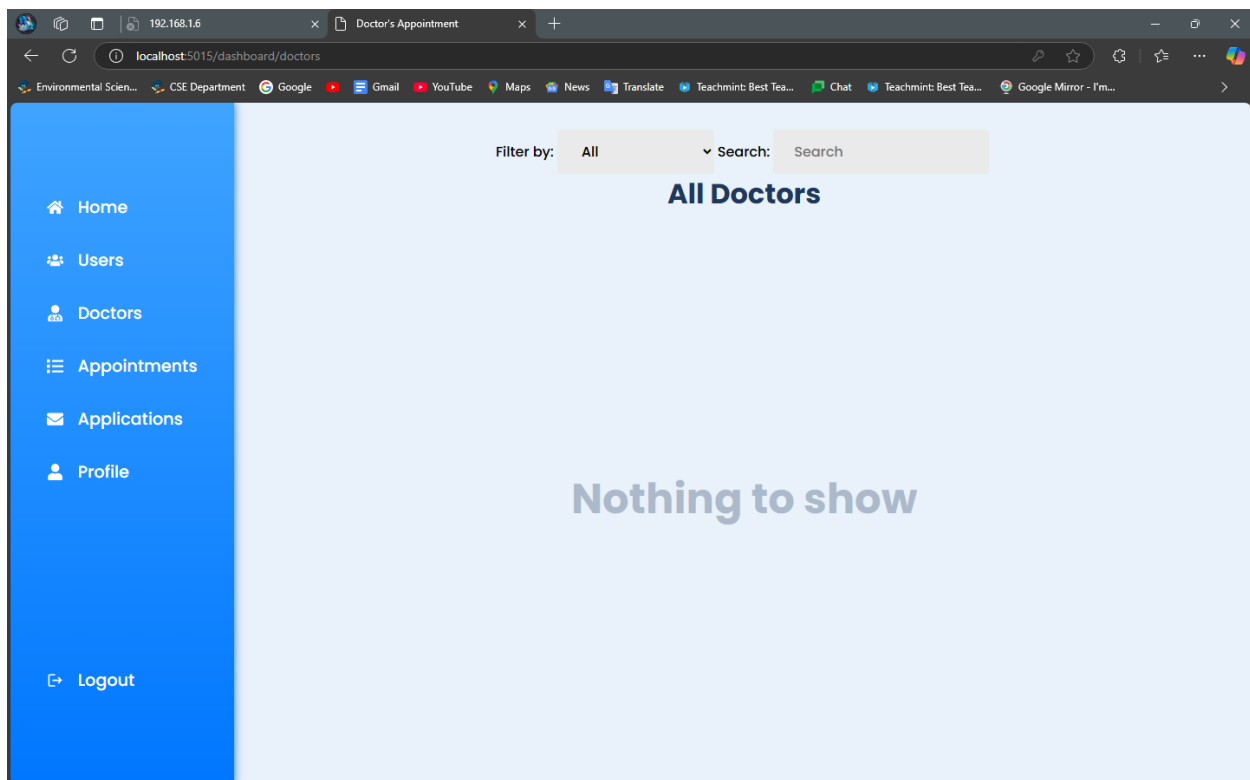 192.168.1.6
Doctor's Appointment
localhost:5015/dashboard/doctors
Environmental Scien... CSE Department Google Gmail YouTube Maps News Translate Teachmint: Best Tea... Chat Teachmint: Best Tea... Google Mirror - I'm...
Filter by: All Search: Search
All Doctors
Home
Users
Doctors
Appointments
Applications
Profile
Nothing to show
Logout